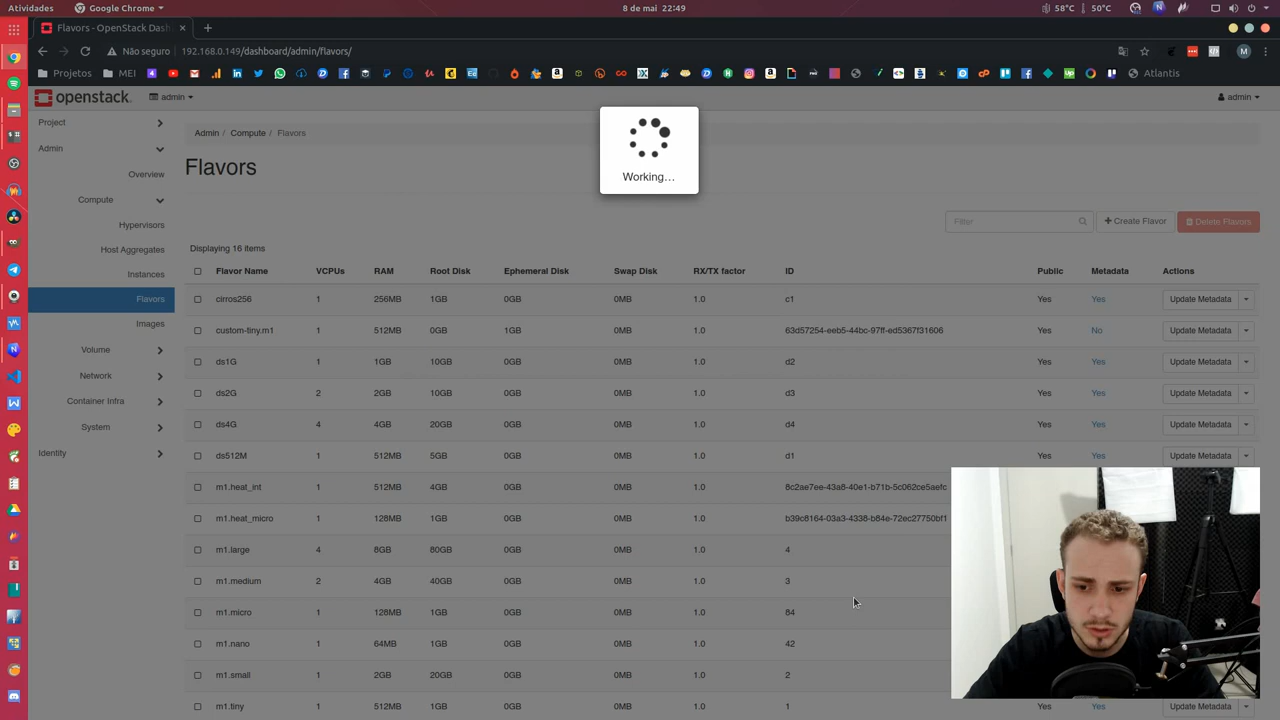 Atividades
Google Chrome
8 de mai 22:49
58°C
50°C
Flavors - OpenStack Dash
Não seguro
192.168.0.149/dashboard/admin/flavors/
M
Projetos
MEI
Atlantis
openstack.
admin
admin
Project
Admin
Overview
Compute
Hypervisors
Host Aggregates
Instances
Flavors
Images
Volume
Network
Container Infra
System
Identity
Admin / Compute / Flavors
Working...
Flavors
Filter
Create Flavor
Delete Flavors
Displaying 16 items
Flavor Name VCPUs RAM Root Disk Ephemeral Disk Swap Disk RX/TX factor ID Public Metadata Actions
cirros256 1 256MB 1GB 0GB 0MB 1.0 c1 Yes Yes Update Metadata
custom-tiny.m1 1 512MB 0GB 1GB 0MB 1.0 63d57254-eeb5-44bc-97ff-ed5367f31606 Yes No Update Metadata
ds1G 1 1GB 10GB 0GB 0MB 1.0 d2 Yes Yes Update Metadata
ds2G 2 2GB 10GB 0GB 0MB 1.0 d3 Yes Yes Update Metadata
ds4G 4 4GB 20GB 0GB 0MB 1.0 d4 Yes Yes Update Metadata
ds512M 1 512MB 5GB 0GB 0MB 1.0 d1 Yes Yes Update Metadata
m1.heat_int 1 512MB 4GB 0GB 0MB 1.0 8c2ae7ee-43a8-40e1-b71b-5c062ce5aefc
m1.heat_micro 1 128MB 1GB 0GB 0MB 1.0 b39c8164-03a3-4338-b84e-72ec27750bf1
m1.large 4 8GB 80GB 0GB 0MB 1.0 4
m1.medium 2 4GB 40GB 0GB 0MB 1.0 3
m1.micro 1 128MB 1GB 0GB 0MB 1.0 84
m1.nano 1 64MB 1GB 0GB 0MB 1.0 42
m1.small 1 2GB 20GB 0GB 0MB 1.0 2
m1.tiny 1 512MB 1GB 0GB 0MB 1.0 1 Yes Yes Update Metadata